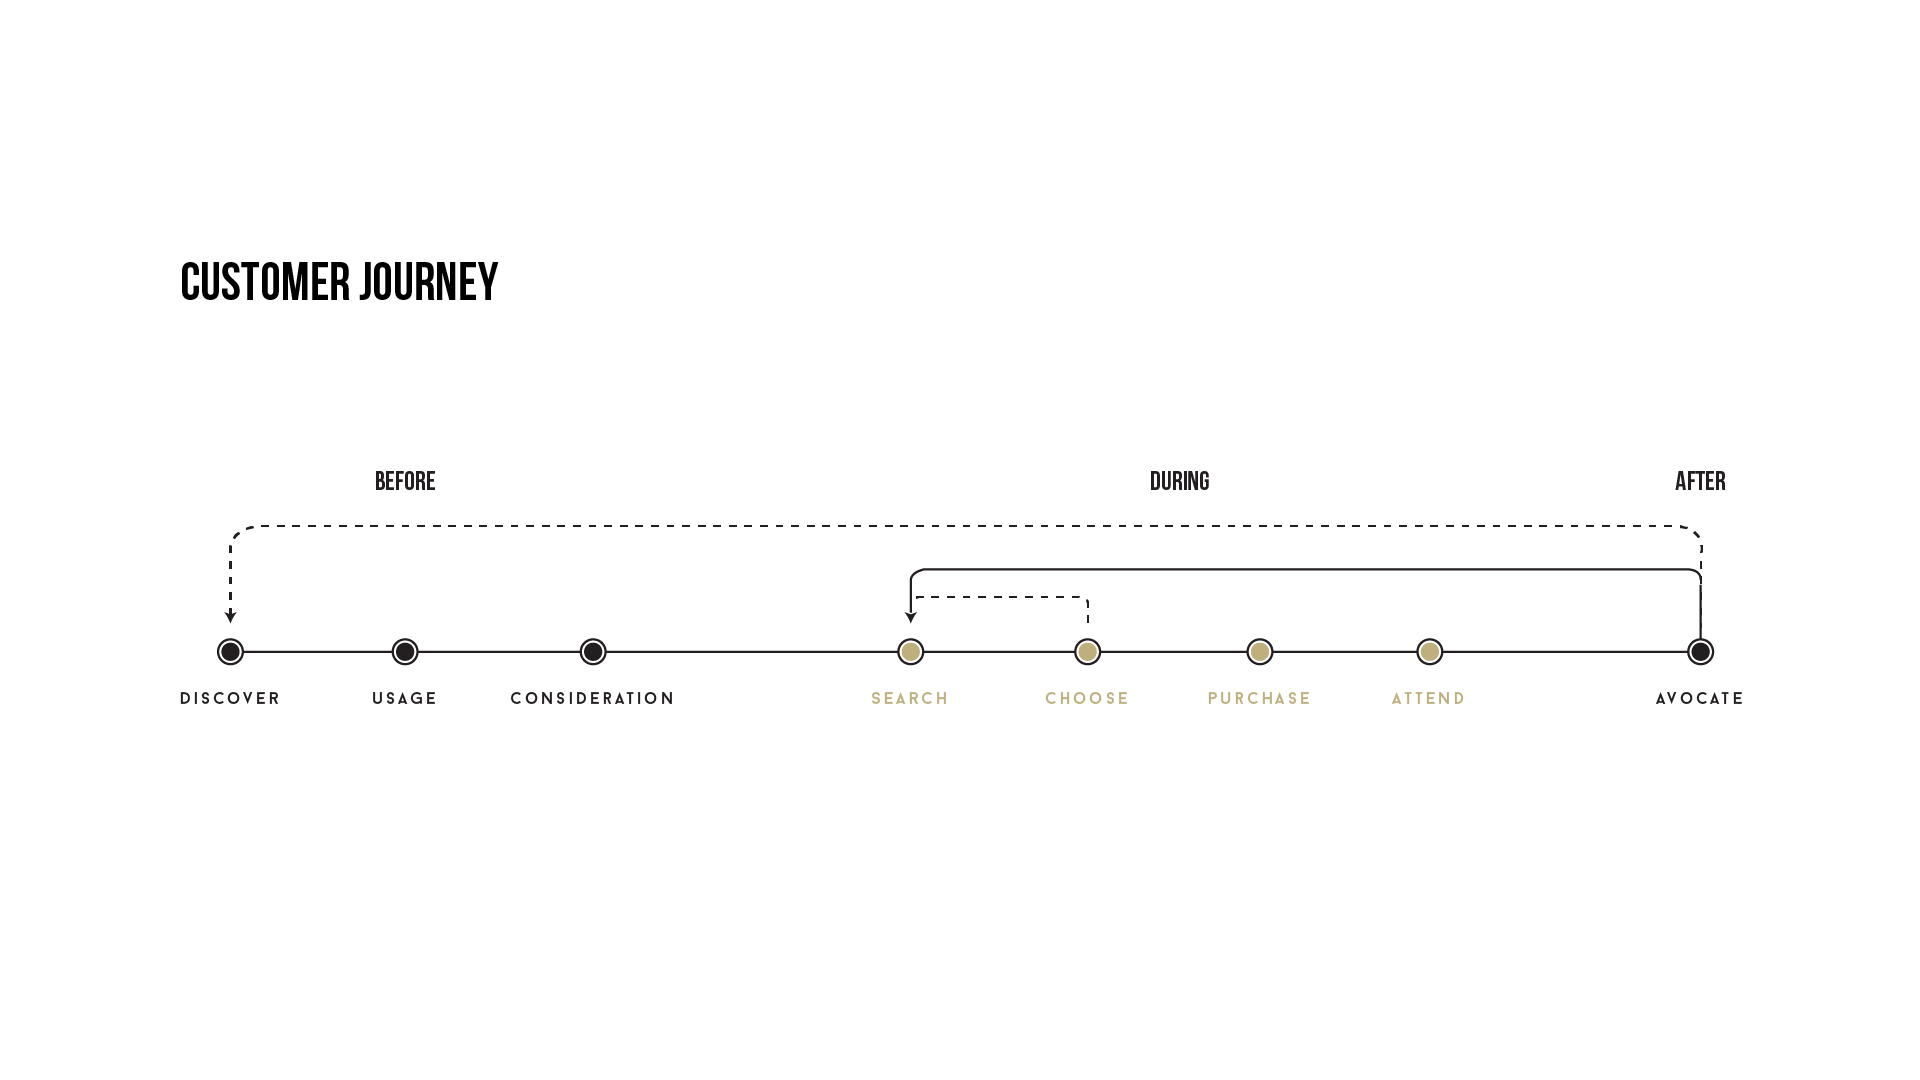 CUSTOMER JOURNEY
BEFORE DURING AFTER
DISCOVER USAGE CONSIDERATION SEARCH CHOOSE PURCHASE ATTEND AVOCATE